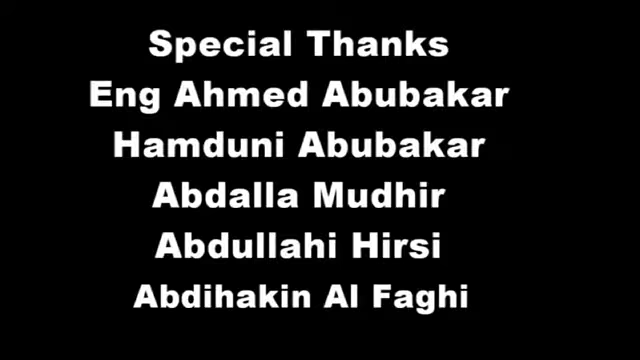 Special Thanks
Eng Ahmed Abubakar
Hamduni Abubakar
Abdalla Mudhir
Abdullahi Hirsi
Abdihakin Al Faghi